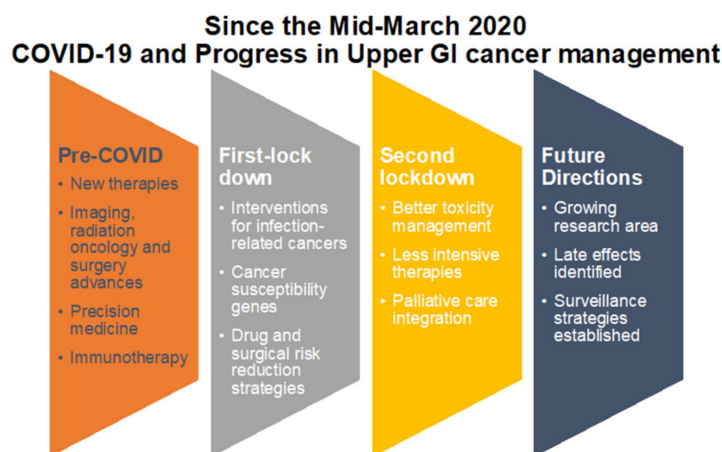 Since the Mid-March 2020
COVID-19 and Progress in Upper GI cancer management
Pre-COVID
• New therapies
• Imaging,
radiation
oncology and
surgery
advances
• Precision
medicine
• Immunotherapy
First-lock
down
• Interventions
for infection-
related cancers
• Cancer
susceptibility
genes
• Drug and
surgical risk
reduction
strategies
Second
lockdown
• Better toxicity
management
• Less intensive
therapies
• Palliative care
integration
Future
Directions
• Growing
research area
• Late effects
identified
• Surveillance
strategies
established